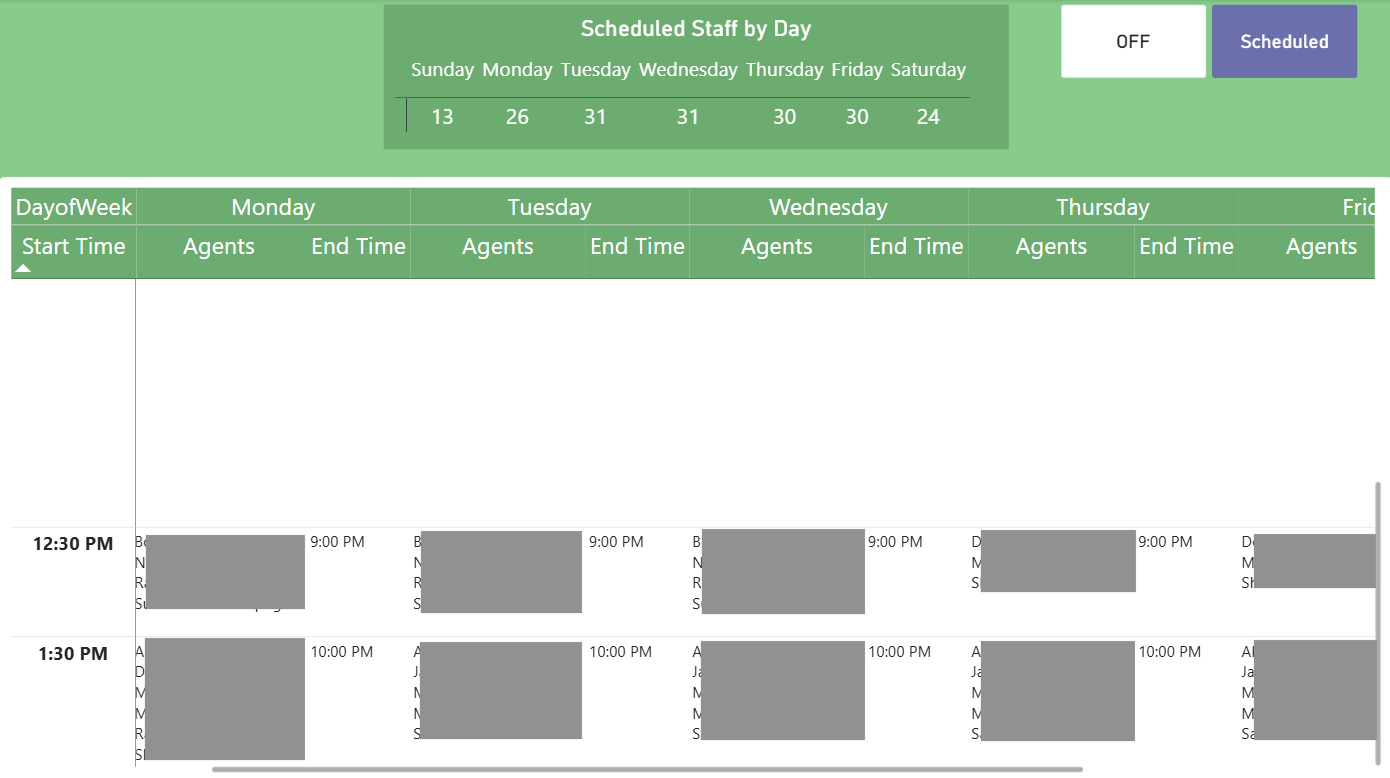 Scheduled Staff by Day
Sunday Monday Tuesday Wednesday Thursday Friday Saturday
13 26 31 31 30 30 24
OFF
Scheduled
DayofWeek Monday Tuesday Wednesday Thursday
Start Time Agents End Time Agents End Time Agents End Time Agents End Time Agents
12:30 PM 9:00 PM 9:00 PM 9:00 PM 9:00 PM
1:30 PM 10:00 PM 10:00 PM 10:00 PM 10:00 PM